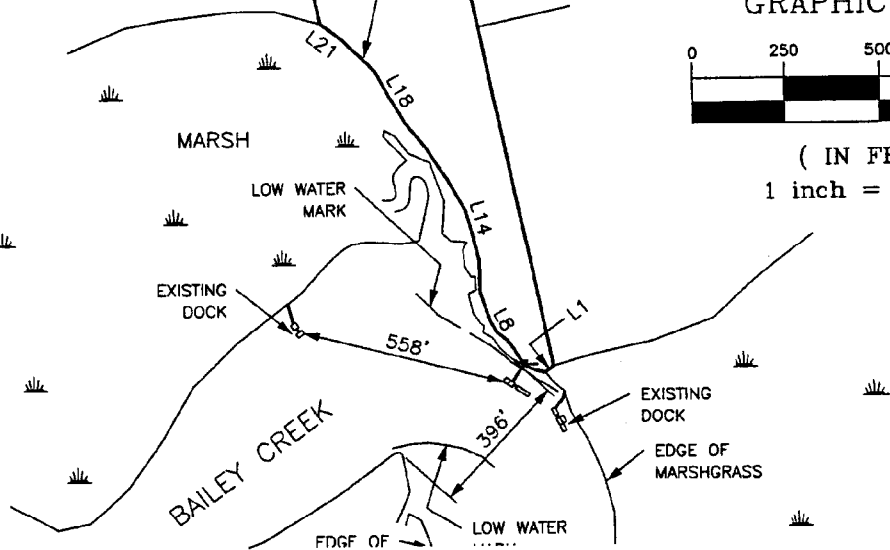 GRAPHIC
0 250 500
( IN FE
1 inch =
L21
L18
MARSH
LOW WATER
MARK
L14
EXISTING
DOCK
L8
L1
558'
EXISTING
DOCK
396'
BAILEY CREEK
EDGE OF
MARSHGRASS
LOW WATER
EDGE OF